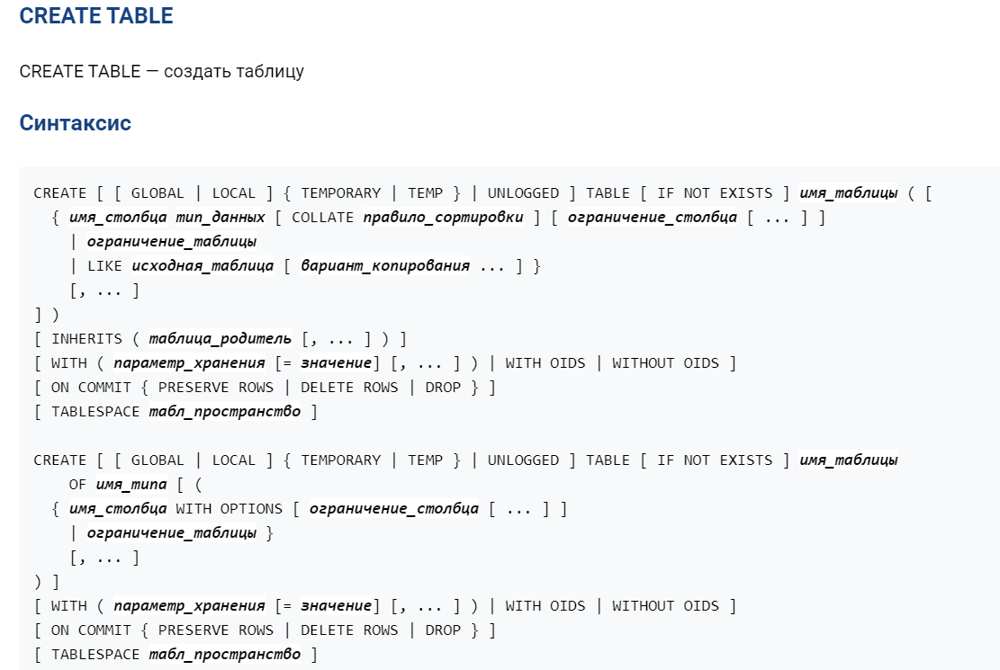 CREATE TABLE
CREATE TABLE — создать таблицу
Синтаксис
CREATE [ [ GLOBAL | LOCAL ] { TEMPORARY | TEMP } | UNLOGGED ] TABLE [ IF NOT EXISTS ] имя_таблицы ( [
{ имя_столбца тип_данных [ COLLATE правило_сортировки ] [ ограничение_столбца [ ... ] ]
| ограничение_таблицы
| LIKE исходная_таблица [ вариант_копирования ... ] }
[, ... ]
] )
[ INHERITS ( таблица_родитель [, ... ] ) ]
[ WITH ( параметр_хранения [= значение] [, ... ] ) | WITH OIDS | WITHOUT OIDS ]
[ ON COMMIT { PRESERVE ROWS | DELETE ROWS | DROP } ]
[ TABLESPACE табл_пространство ]
CREATE [ [ GLOBAL | LOCAL ] { TEMPORARY | TEMP } | UNLOGGED ] TABLE [ IF NOT EXISTS ] имя_таблицы
OF имя_типа [ (
{ имя_столбца WITH OPTIONS [ ограничение_столбца [ ... ] ]
| ограничение_таблицы }
[, ... ]
) ]
[ WITH ( параметр_хранения [= значение] [, ... ] ) | WITH OIDS | WITHOUT OIDS ]
[ ON COMMIT { PRESERVE ROWS | DELETE ROWS | DROP } ]
[ TABLESPACE табл_пространство ]